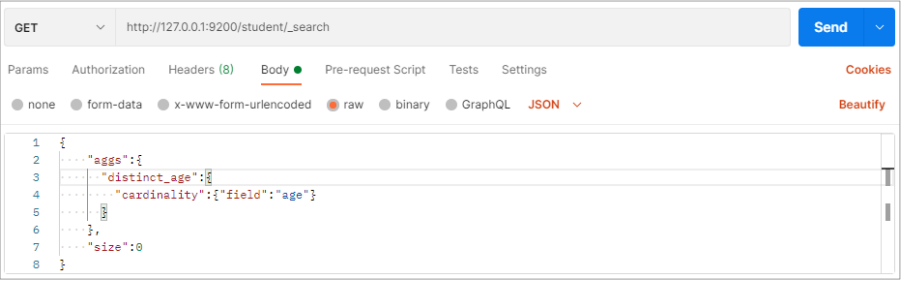 GET http://127.0.0.1:9200/student/_search Send
Params Authorization Headers (8) Body Pre-request Script Tests Settings Cookies
none form-data x-www-form-urlencoded raw binary GraphQL JSON Beautify
1 {
2 ····"aggs":{
3 ······"distinct_age":{
4 ········"cardinality":{"field":"age"}
5 ······}
6 ····},
7 ····"size":0
8 }